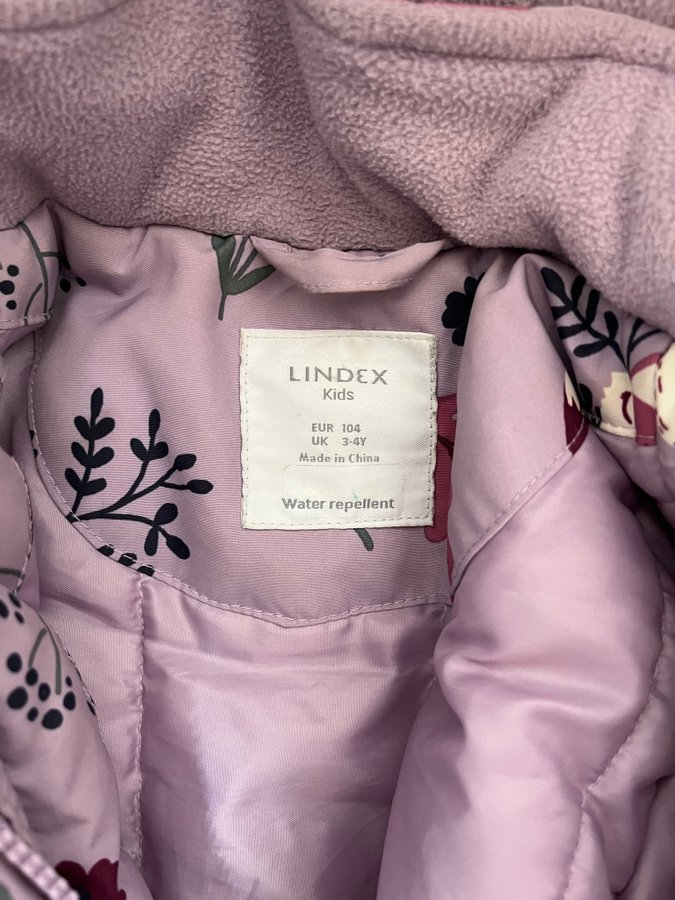 LINDEX
Kids
EUR 104
UK 3-4Y
Made in China
Water repellent